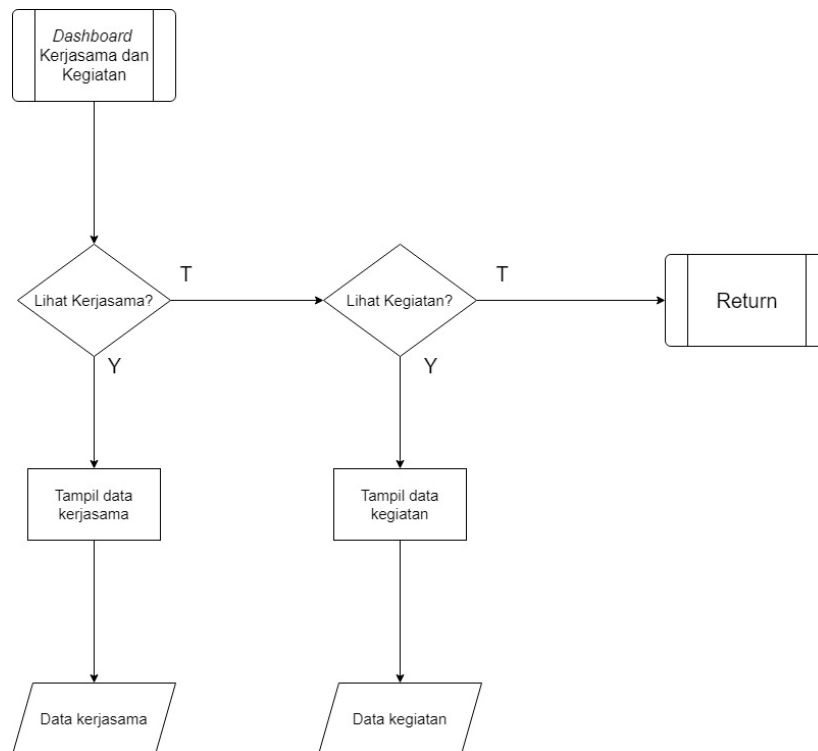 Dashboard
Kerjasama dan
Kegiatan
T
T
Lihat Kerjasama?
Lihat Kegiatan?
Return
Y
Y
Tampil data
kerjasama
Tampil data
kegiatan
Data kerjasama
Data kegiatan